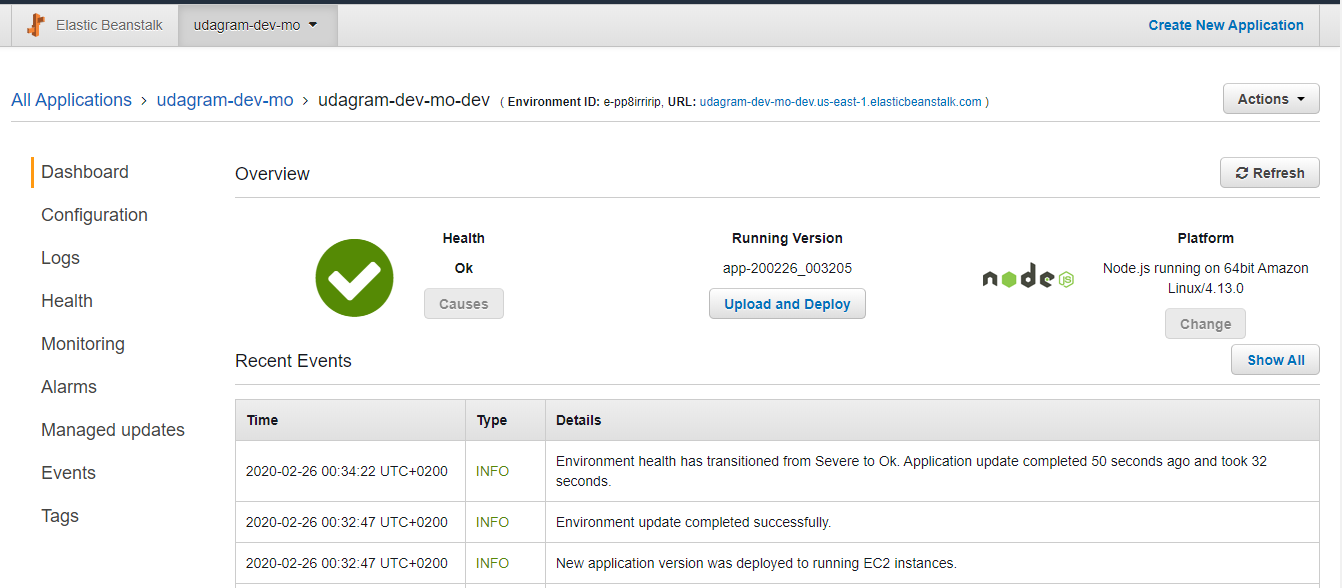 Elastic Beanstalk udagram-dev-mo Create New Application
All Applications > udagram-dev-mo > udagram-dev-mo-dev ( Environment ID: e-pp8irririp, URL: udagram-dev-mo-dev.us-east-1.elasticbeanstalk.com )
Actions
Dashboard
Configuration
Logs
Health
Monitoring
Alarms
Managed updates
Events
Tags
Overview
Refresh
Health
Ok
Causes
Running Version
app-200226_003205
Upload and Deploy
node
JS
Platform
Node.js running on 64bit Amazon
Linux/4.13.0
Change
Recent Events
Show All
Time Type Details
2020-02-26 00:34:22 UTC+0200 INFO Environment health has transitioned from Severe to Ok. Application update completed 50 seconds ago and took 32
seconds.
2020-02-26 00:32:47 UTC+0200 INFO Environment update completed successfully.
2020-02-26 00:32:47 UTC+0200 INFO New application version was deployed to running EC2 instances.